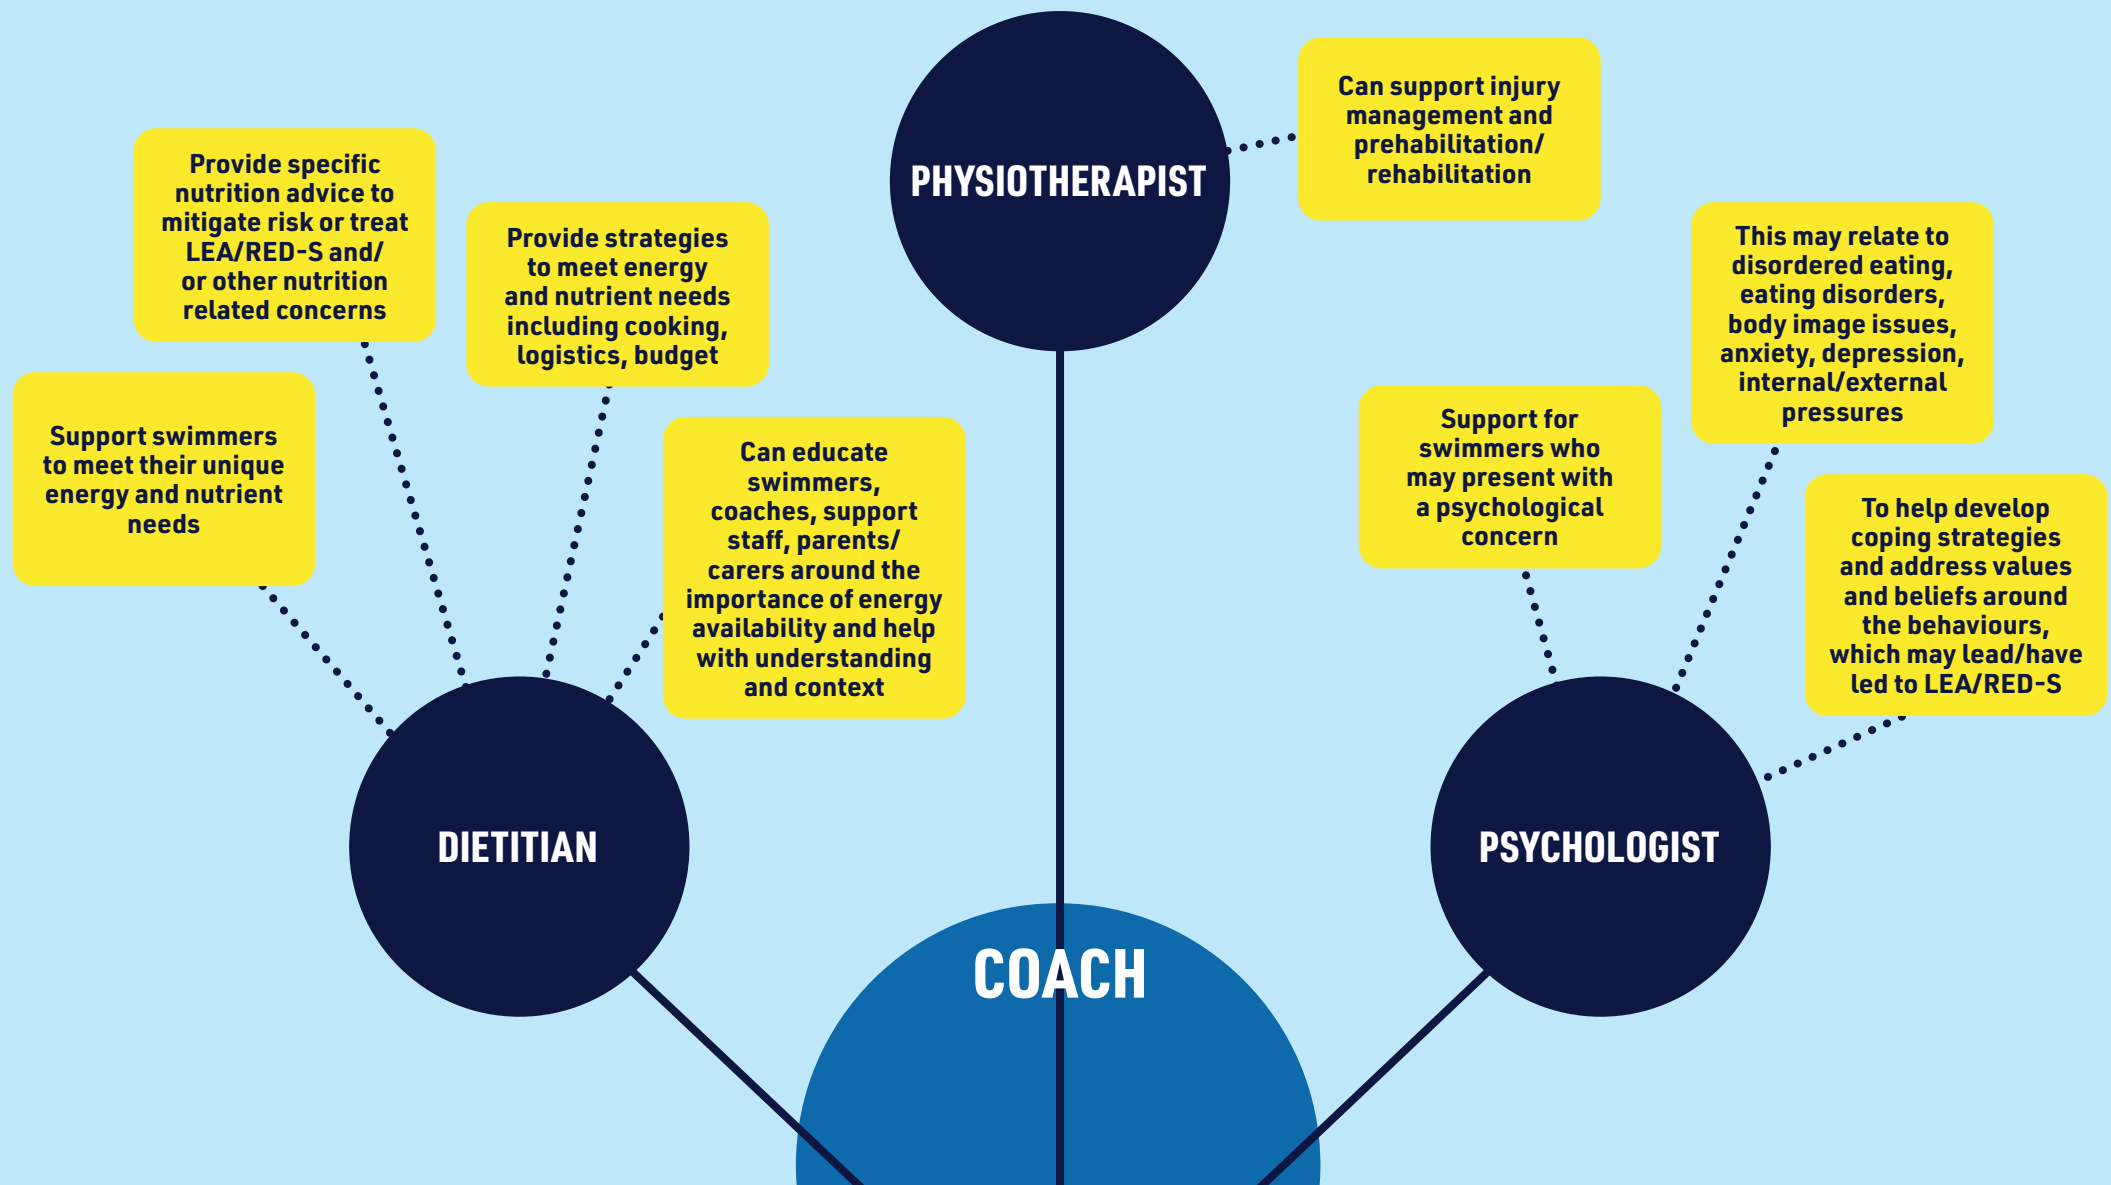 PHYSIOTHERAPIST
Can support injury
management and
prehabilitation/
rehabilitation
Provide specific
nutrition advice to
mitigate risk or treat
LEA/RED-S and/
or other nutrition
related concerns
Provide strategies
to meet energy
and nutrient needs
including cooking,
logistics, budget
Support swimmers
to meet their unique
energy and nutrient
needs
Can educate
swimmers,
coaches, support
staff, parents/
carers around the
importance of energy
availability and help
with understanding
and context
DIETITIAN
This may relate to
disordered eating,
eating disorders,
body image issues,
anxiety, depression,
internal/external
pressures
Support for
swimmers who
may present with
a psychological
concern
To help develop
coping strategies
and address values
and beliefs around
the behaviours,
which may lead/have
led to LEA/RED-S
PSYCHOLOGIST
COACH